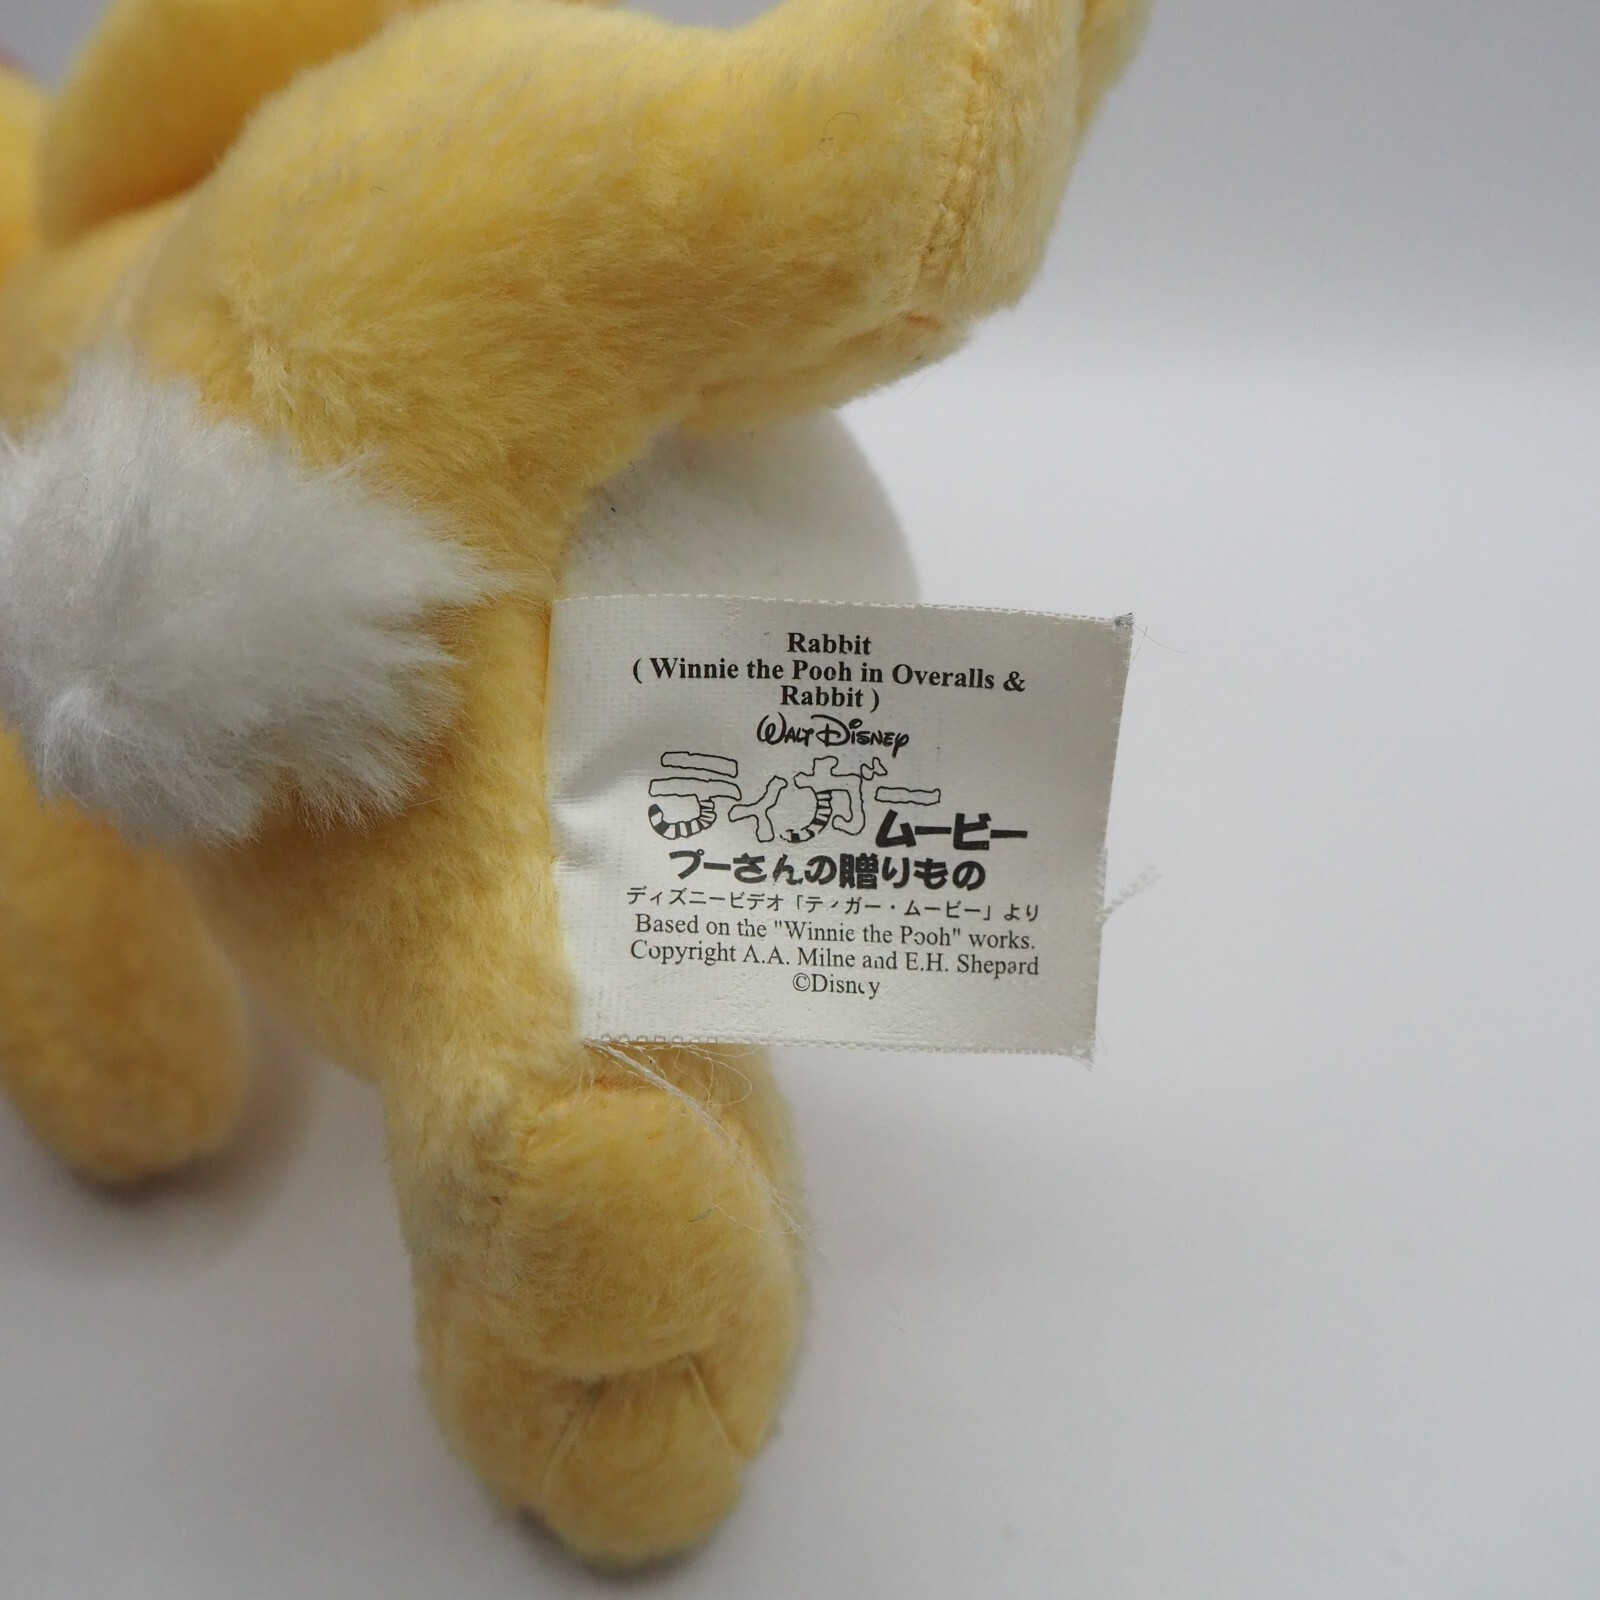 Rabbit
( Winnie the Pooh in Overalls &
Rabbit )
WALT DISNEY
ティガー
ムービー
プーさんの贈りもの
ディズニービデオ「ティガー・ムービー」より
Based on the "Winnie the Pooh" works.
Copyright A.A. Milne and E.H. Shepard
©Disney